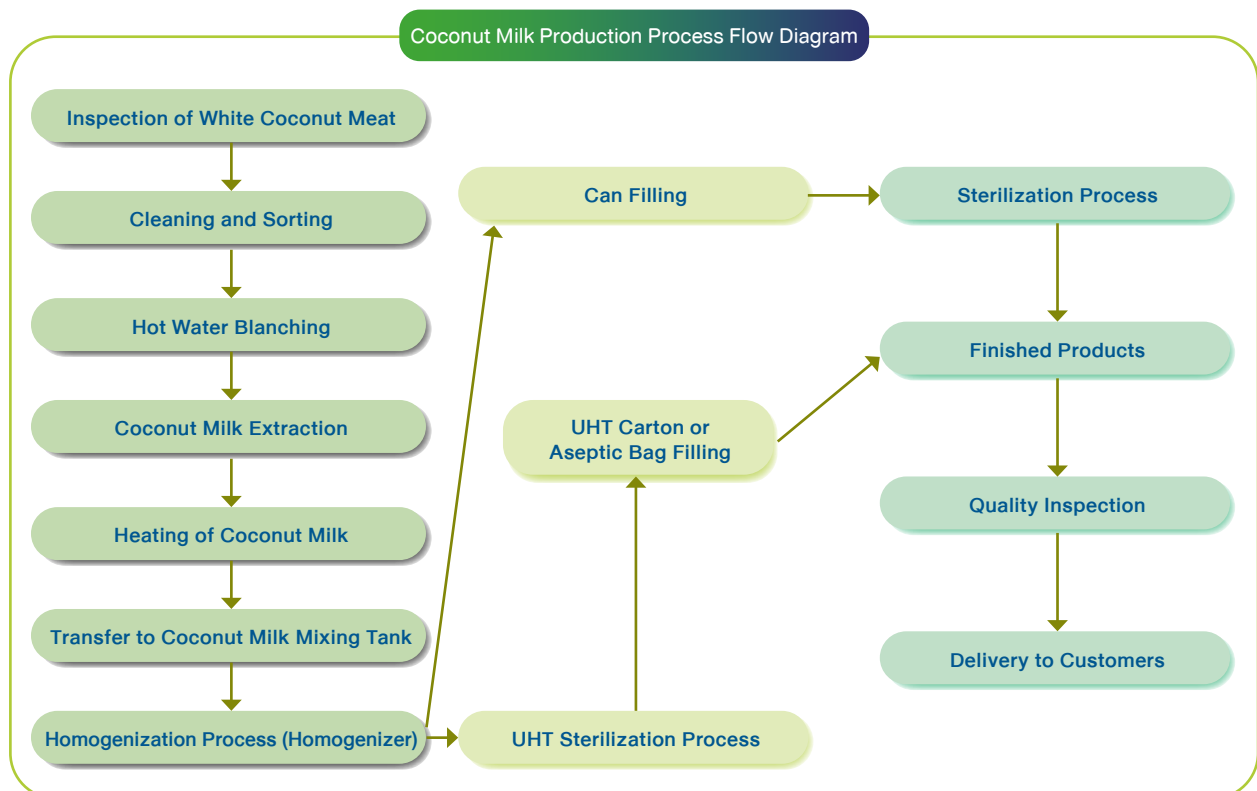 Coconut Milk Production Process Flow Diagram
Inspection of White Coconut Meat
Cleaning and Sorting
Hot Water Blanching
Coconut Milk Extraction
Heating of Coconut Milk
Transfer to Coconut Milk Mixing Tank
Homogenization Process (Homogenizer)
Can Filling
UHT Carton or
Aseptic Bag Filling
UHT Sterilization Process
Sterilization Process
Finished Products
Quality Inspection
Delivery to Customers